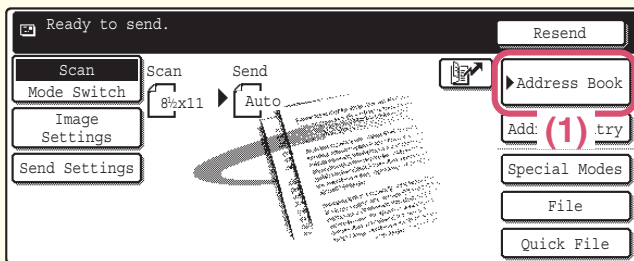 Ready to send.
Resend
Scan
Mode Switch
Scan
Send
8½x11
Auto
Address Book
Image
Settings
(1)
Send Settings
Special Modes
File
Quick File